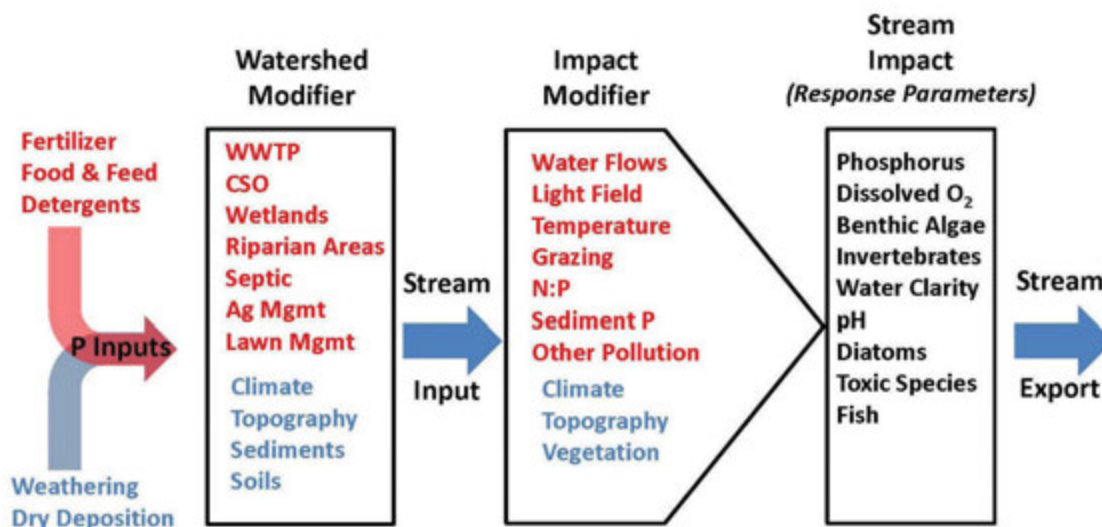 Watershed
Modifier
Impact
Modifier
Stream
Impact
(Response Parameters)
Fertilizer
Food & Feed
Detergents
P Inputs
Weathering
Dry Deposition
WWTP
CSO
Wetlands
Riparian Areas
Septic
Ag Mgmt
Lawn Mgmt
Climate
Topography
Sediments
Soils
Stream
Input
Water Flows
Light Field
Temperature
Grazing
N:P
Sediment P
Other Pollution
Climate
Topography
Vegetation
Phosphorus
Dissolved O₂
Benthic Algae
Invertebrates
Water Clarity
pH
Diatoms
Toxic Species
Fish
Stream
Export